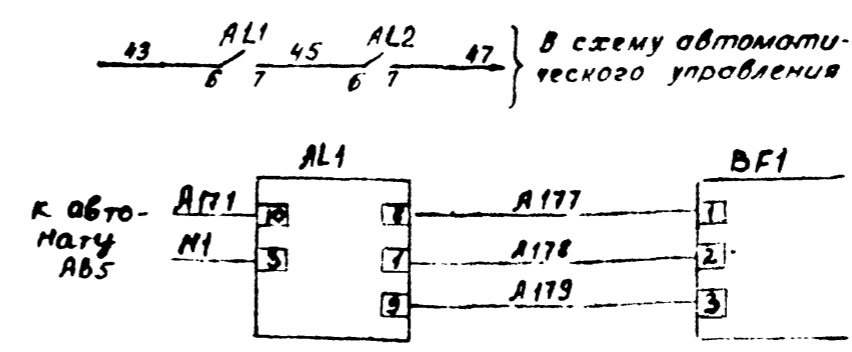 43 AL1 45 AL2 47
6 7 6 7
В схему автомати-
ческого управления
AL1 BF1
к авто-
мату
АВ5
А171 10 8 А177 1
N1 5 1 А178 2
9 А179 3